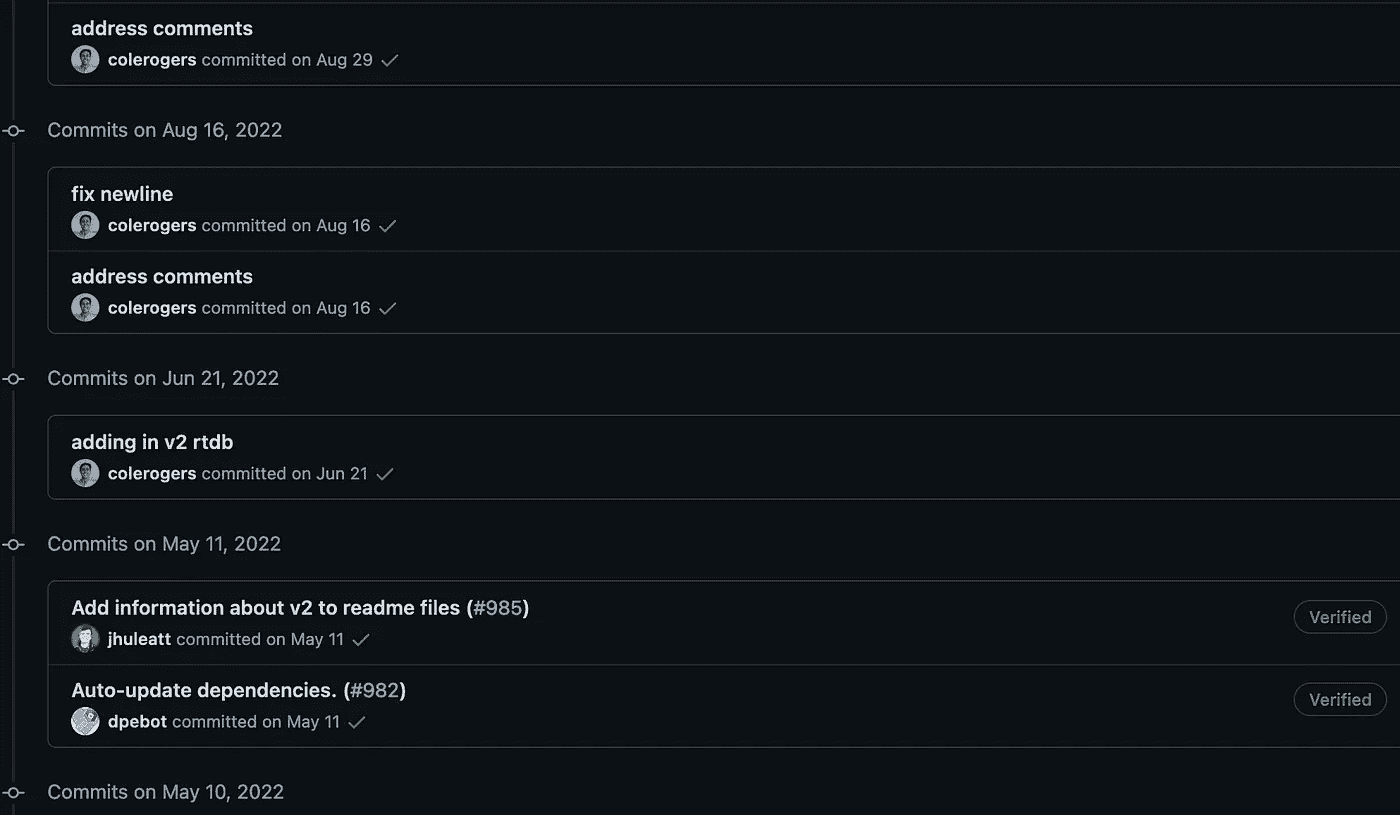 address comments
colerogers committed on Aug 29
Commits on Aug 16, 2022
fix newline
colerogers committed on Aug 16
address comments
colerogers committed on Aug 16
Commits on Jun 21, 2022
adding in v2 rtdb
colerogers committed on Jun 21
Commits on May 11, 2022
Add information about v2 to readme files (#985)
Verified
jhuleatt committed on May 11
Auto-update dependencies. (#982)
Verified
dpebot committed on May 11
Commits on May 10, 2022